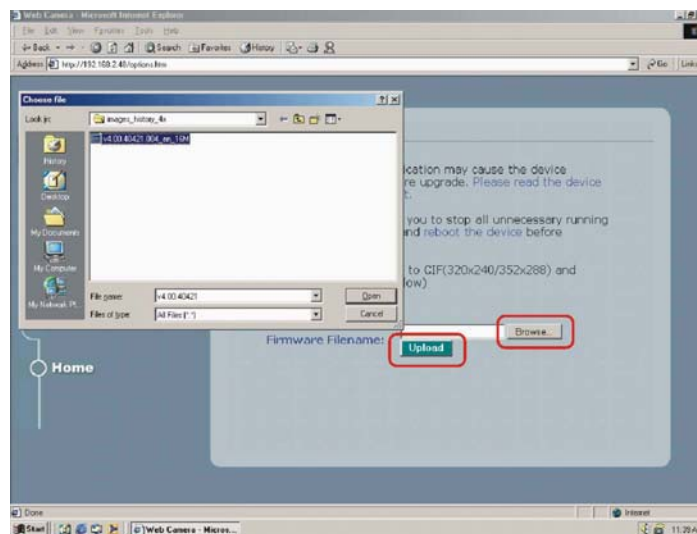 Web Camera - Microsoft Internet Explorer
File Edit View Favorites Tools Help
Back Search Favorites History
Address http://192.168.2.48/options.htm Go Links
Choose file
Look in: images_history_4x
v4.00.40421.004_en_16M
History
Desktop
My Documents
My Computer
My Network Pl...
File name: v4.00.40421 Open
Files of type: All Files (*.*) Cancel
ication may cause the device
re upgrade. Please read the device
t.
you to stop all unnecessary running
nd reboot the device before
to CIF(320x240/352x288) and
low)
Firmware Filename: Browse...
Upload
Home
Done Internet
Start Web Camera - Micros... 11:28 A